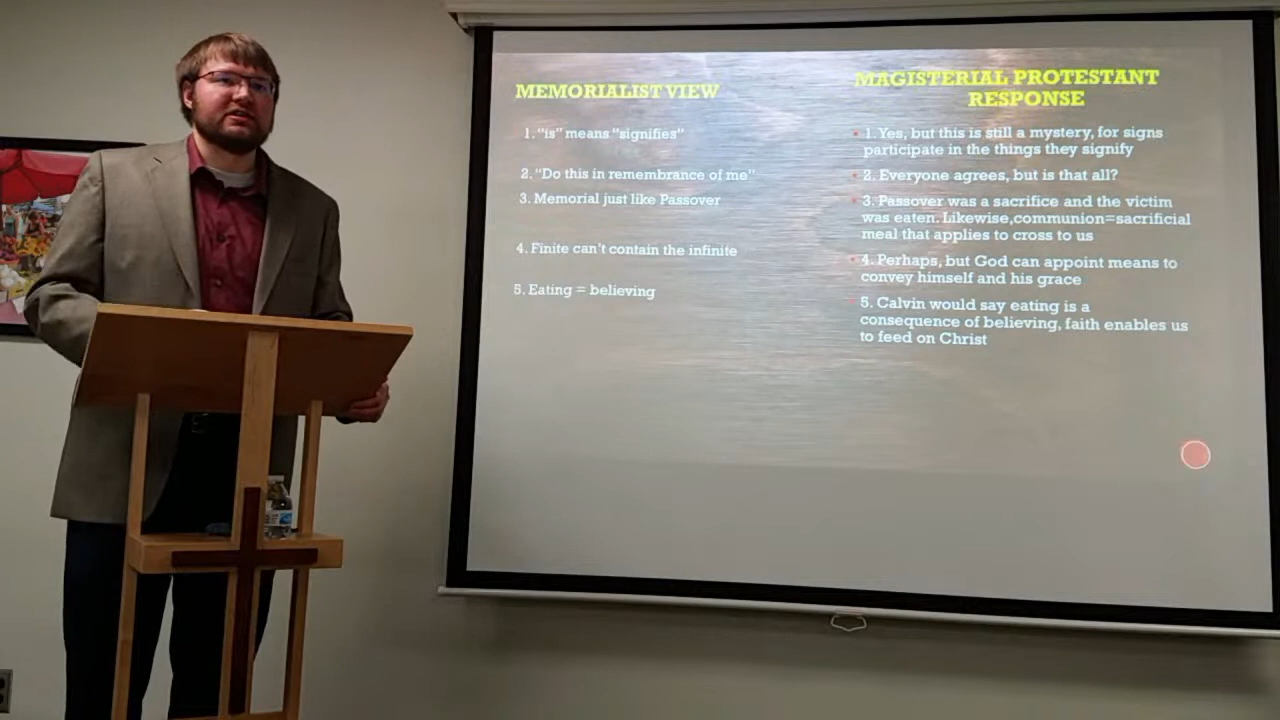 MEMORIALIST VIEW
1. "is" means "signifies"
2. "Do this in remembrance of me"
3. Memorial just like Passover
4. Finite can't contain the infinite
5. Eating = believing
MAGISTERIAL PROTESTANT
RESPONSE
• 1. Yes, but this is still a mystery, for signs
participate in the things they signify
• 2. Everyone agrees, but is that all?
• 3. Passover was a sacrifice and the victim
was eaten. Likewise,communion=sacrificial
meal that applies to cross to us
• 4. Perhaps, but God can appoint means to
convey himself and his grace
• 5. Calvin would say eating is a
consequence of believing, faith enables us
to feed on Christ